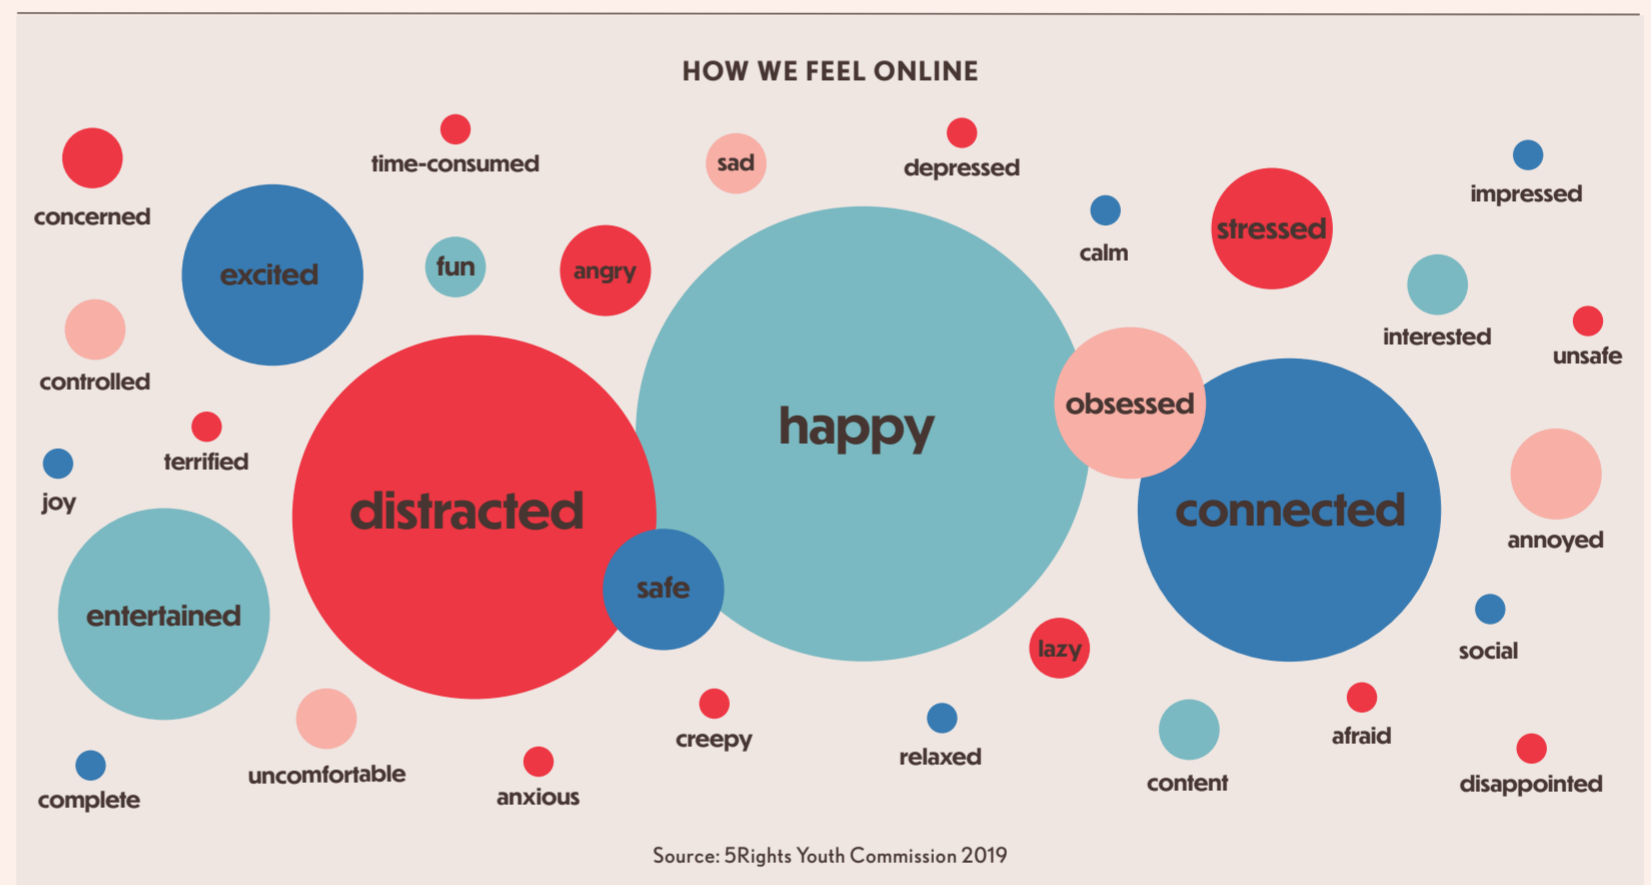 HOW WE FEEL ONLINE
concerned
time-consumed
sad
depressed
impressed
excited
fun
angry
calm
stressed
interested
unsafe
controlled
terrified
joy
distracted
happy
obsessed
connected
annoyed
entertained
safe
lazy
social
complete
uncomfortable
anxious
creepy
relaxed
content
afraid
disappointed
Source: 5Rights Youth Commission 2019